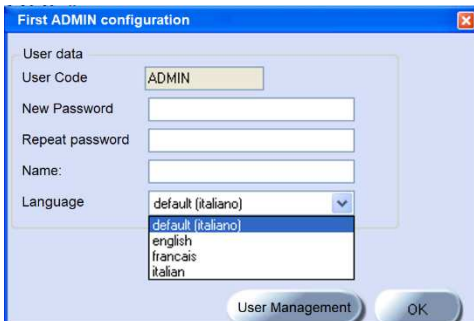 First ADMIN configuration
User data
User Code ADMIN
New Password
Repeat password
Name:
Language default (italiano)
default (italiano)
english
francais
italian
User Management OK